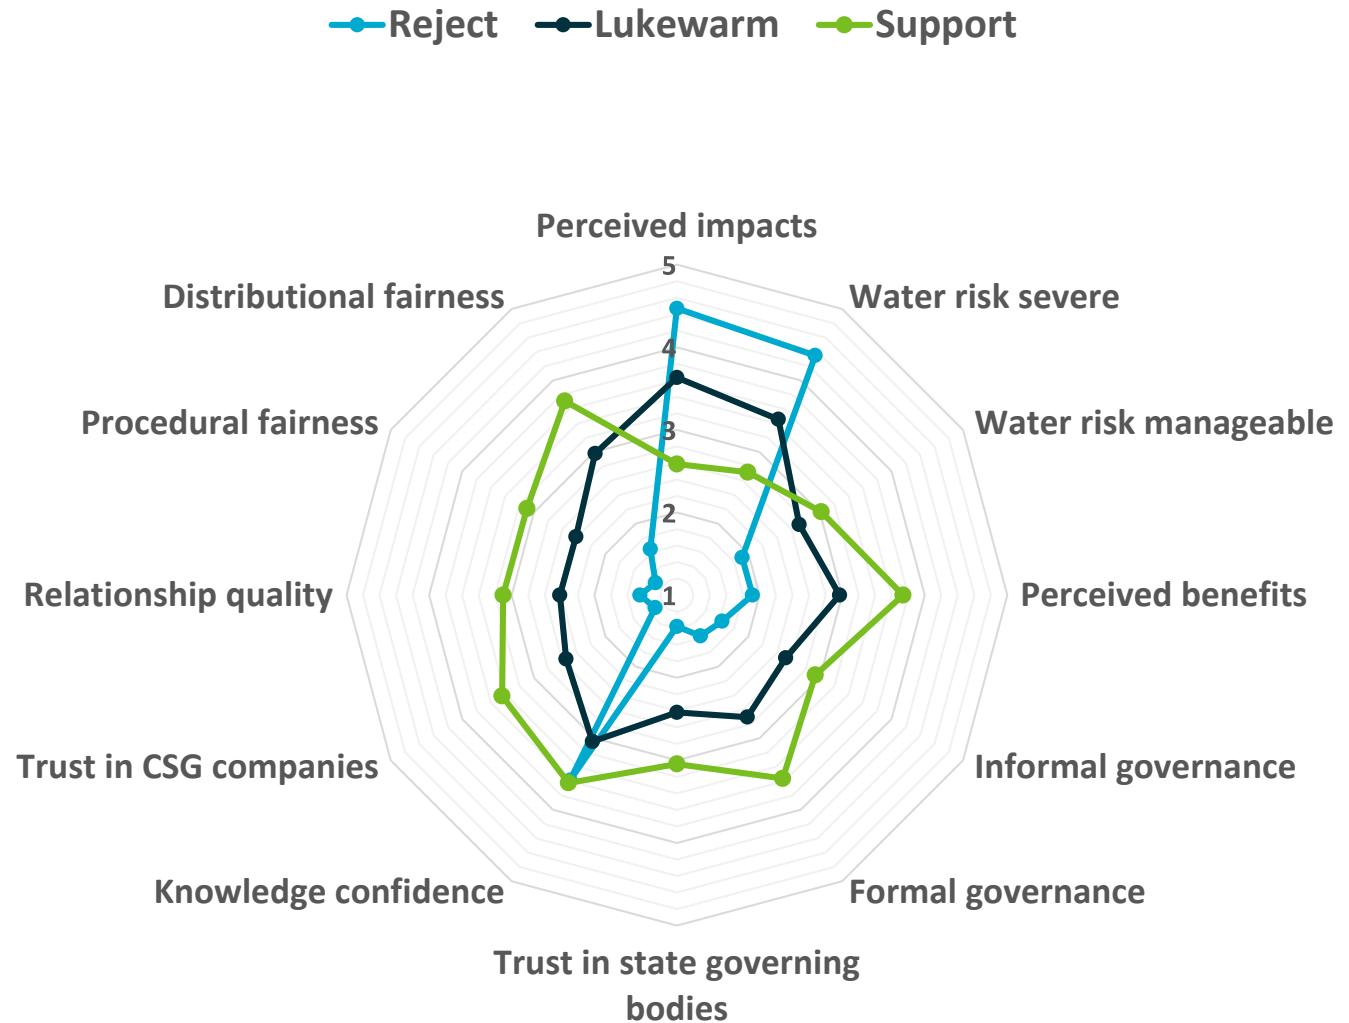 Reject Lukewarm Support
Perceived impacts
Distributional fairness
Water risk severe
Procedural fairness
Water risk manageable
Relationship quality
Perceived benefits
Trust in CSG companies
Informal governance
Knowledge confidence
Formal governance
Trust in state governing
bodies
5
4
3
2
1